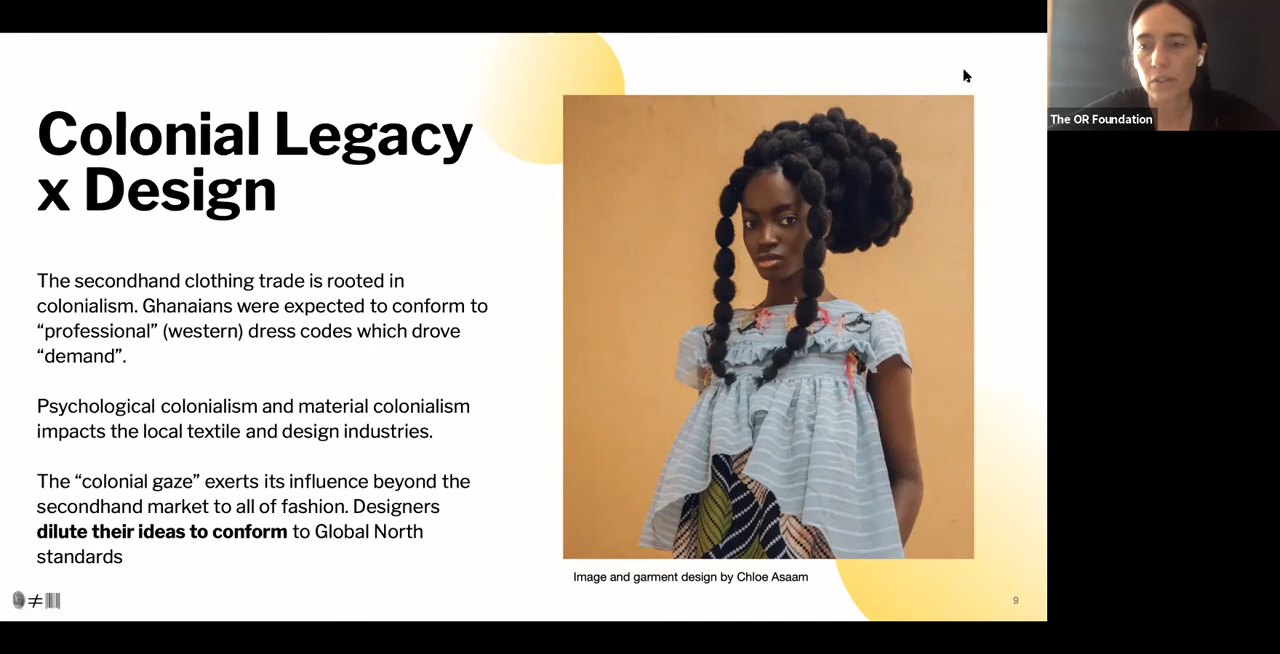 Colonial Legacy
x Design
The secondhand clothing trade is rooted in
colonialism. Ghanaians were expected to conform to
“professional” (western) dress codes which drove
“demand”.
Psychological colonialism and material colonialism
impacts the local textile and design industries.
The “colonial gaze” exerts its influence beyond the
secondhand market to all of fashion. Designers
dilute their ideas to conform to Global North
standards
Image and garment design by Chloe Asaam
9
The OR Foundation